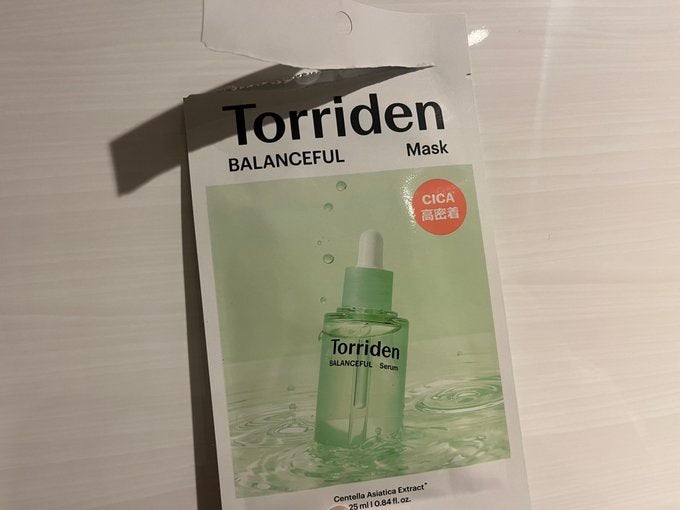 Torriden
BALANCEFUL Mask
CICA*
高密着
Torriden
BALANCEFUL Serum
Centella Asiatica Extract*
25 ml | 0.84 fl. oz.